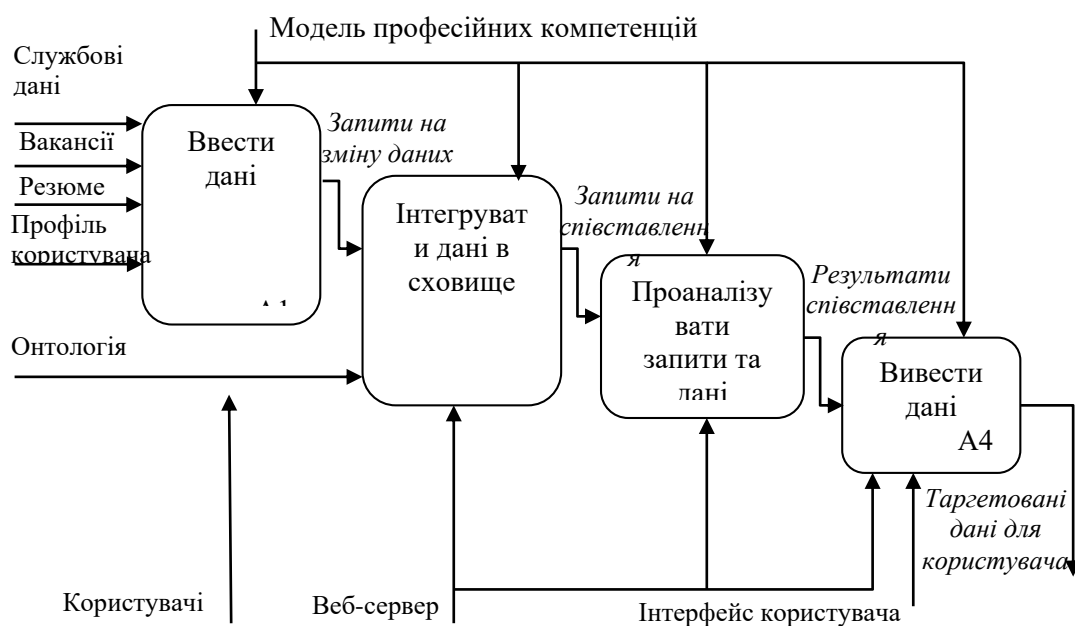 Модель професійних компетенцій
Службові
дані
Вакансії
Резюме
Профіль
користувача
Ввести
дані
Запити на
зміну даних
Інтегруват
и дані в
сховище
Запити на
співставленн
я
Проаналізу
вати
запити та
дані
Результати
співставленн
я
Вивести
дані
А4
Онтологія
Таргетовані
дані для
користувача
Користувачі
Веб-сервер
Інтерфейс користувача